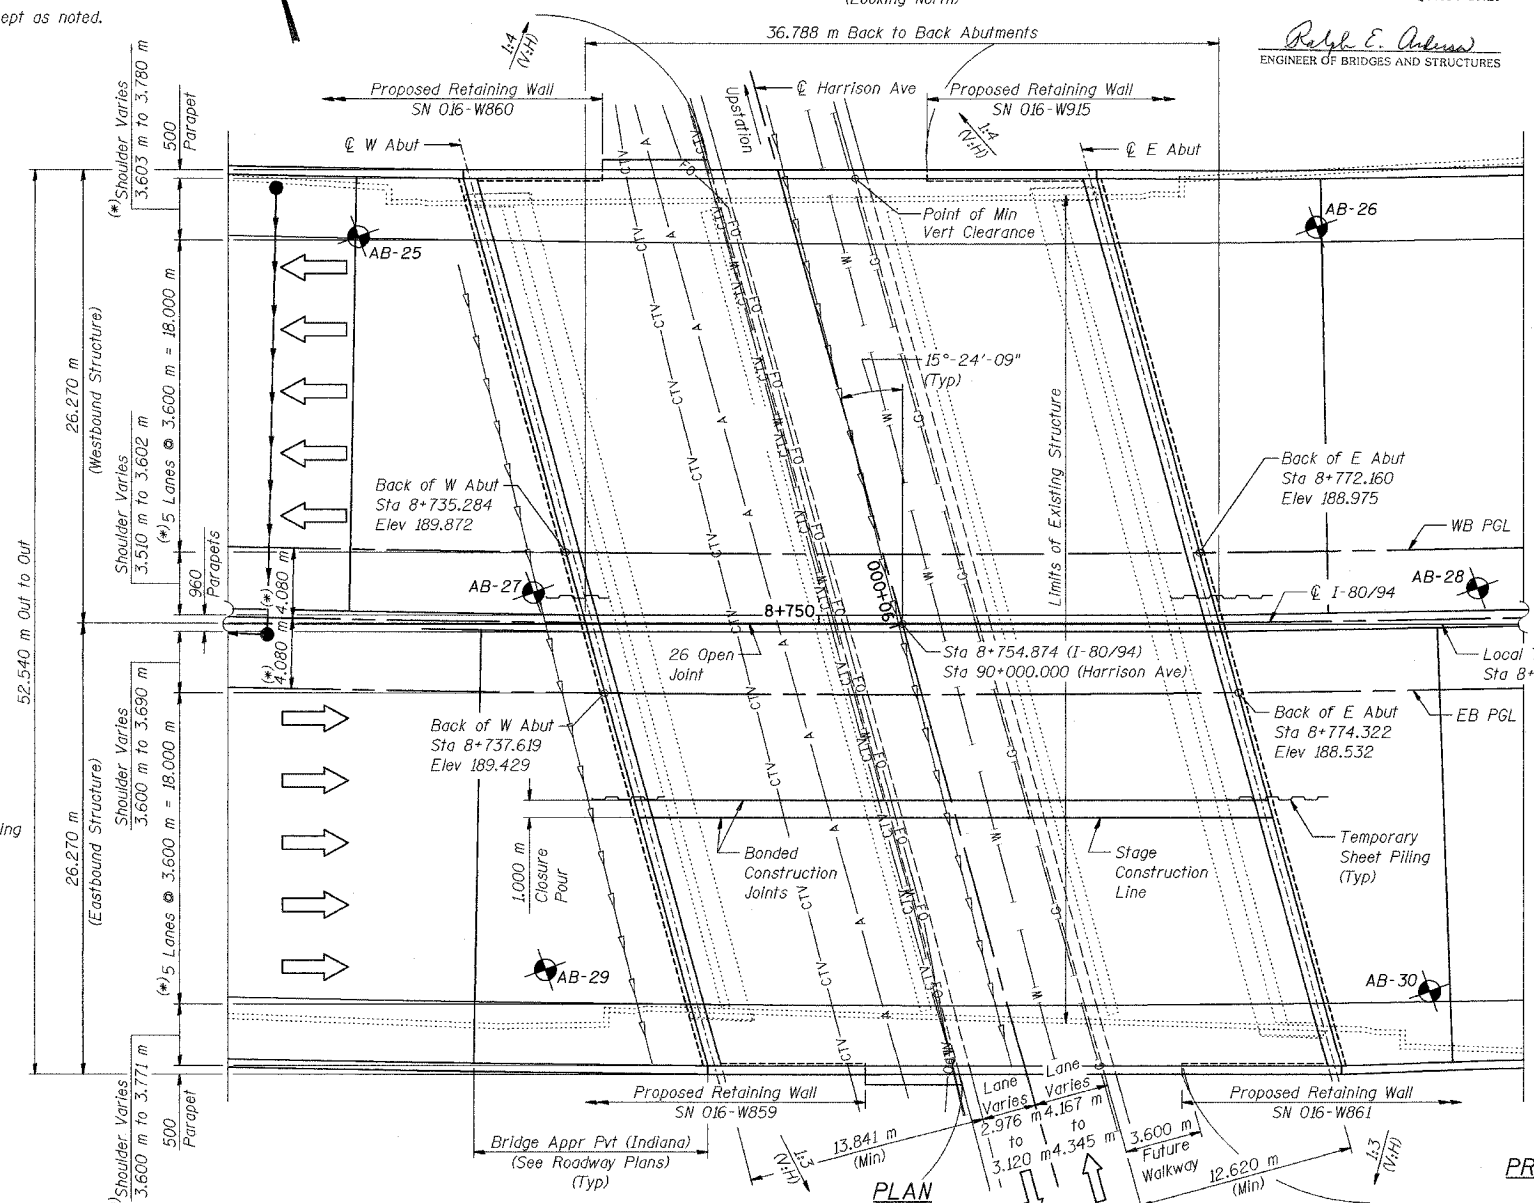 ept as noted.
(Looking North)
36.788 m Back to Back Abutments
ENGINEER OF BRIDGES AND STRUCTURES
1:4
(V:H)
Proposed Retaining Wall
SN 016-W860
Upstation
℄ Harrison Ave
Proposed Retaining Wall
SN 016-W915
1:4
(V:H)
(*)Shoulder Varies
3.603 m to 3.780 m
500
Parapet
℄ W Abut
℄ E Abut
Point of Min
Vert Clearance
AB-25
AB-26
15°-24'-09"
(Typ)
Limits of Existing Structure
52.540 m Out to Out
26.270 m
(Westbound Structure)
(*)5 Lanes @ 3.600 m = 18.000 m
Shoulder Varies
3.510 m to 3.602 m
960
Parapets
(*)
4.080 m
(*)
4.080 m
Back of W Abut
Sta 8+735.284
Elev 189.872
Back of E Abut
Sta 8+772.160
Elev 188.975
WB PGL
AB-27
AB-28
8+750
90+000
℄ I-80/94
26 Open
Joint
Sta 8+754.874 (I-80/94)
Sta 90+000.000 (Harrison Ave)
Local
Sta 8+
Back of W Abut
Sta 8+737.619
Elev 189.429
Back of E Abut
Sta 8+774.322
Elev 188.532
EB PGL
26.270 m
(Eastbound Structure)
Shoulder Varies
3.600 m to 3.690 m
(*)5 Lanes @ 3.600 m = 18.000 m
ing
1.000 m
Closure
Pour
Bonded
Construction
Joints
Stage
Construction
Line
Temporary
Sheet Piling
(Typ)
AB-29
AB-30
CTV
A
FO
W
G
)Shoulder Varies
3.600 m to 3.771 m
500
Parapet
Proposed Retaining Wall
SN 016-W859
Bridge Appr Pvt (Indiana)
(See Roadway Plans)
(Typ)
1:3
(V:H)
13.841 m
(Min)
Lane
Varies
2.976 m
to
3.120 m
Lane
Varies
4.167 m
to
4.345 m
3.600 m
Future
Walkway
12.620 m
(Min)
Proposed Retaining Wall
SN 016-W861
1:3
(V:H)
PLAN
PR